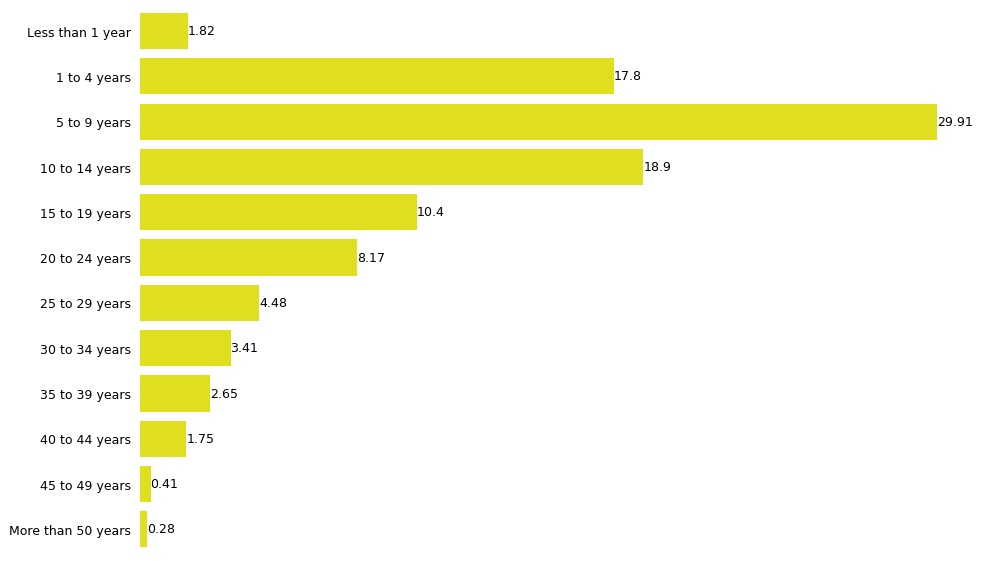 Less than 1 year 1.82
1 to 4 years 17.8
5 to 9 years 29.91
10 to 14 years 18.9
15 to 19 years 10.4
20 to 24 years 8.17
25 to 29 years 4.48
30 to 34 years 3.41
35 to 39 years 2.65
40 to 44 years 1.75
45 to 49 years 0.41
More than 50 years 0.28